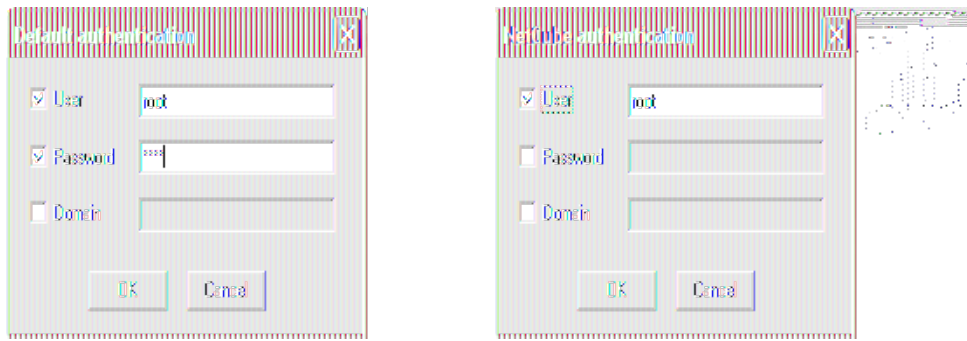 Default authentication
User root
Password ****
Domain
OK Cancel
NetCube authentication
User root
Password
Domain
OK Cancel